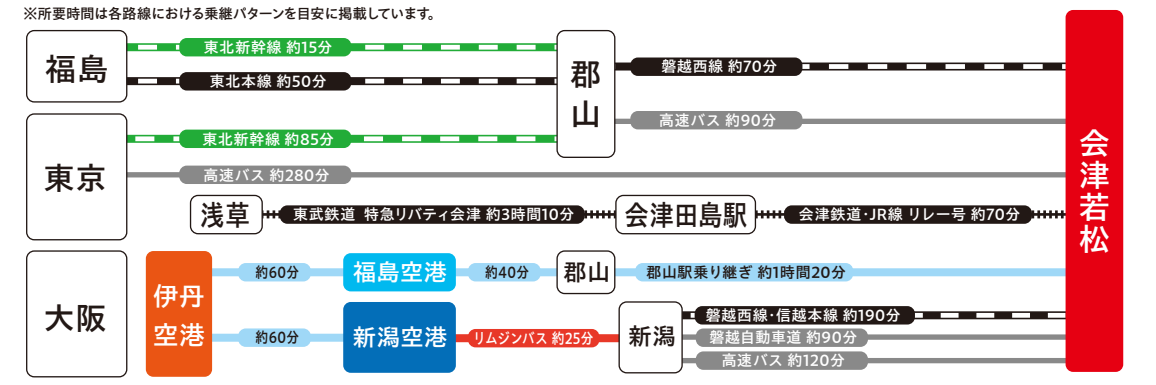 ※所要時間は各路線における乗継パターンを目安に掲載しています。
福島
東北新幹線 約15分
東北本線 約50分
郡山
磐越西線 約70分
高速バス 約90分
東京
東北新幹線 約85分
高速バス 約280分
浅草
東武鉄道 特急リバティ会津 約3時間10分
会津田島駅
会津鉄道・JR線 リレー号 約70分
大阪
伊丹空港
約60分
福島空港
約40分
郡山
郡山駅乗り継ぎ 約1時間20分
約60分
新潟空港
リムジンバス 約25分
新潟
磐越西線・信越本線 約190分
磐越自動車道 約90分
高速バス 約120分
会津若松